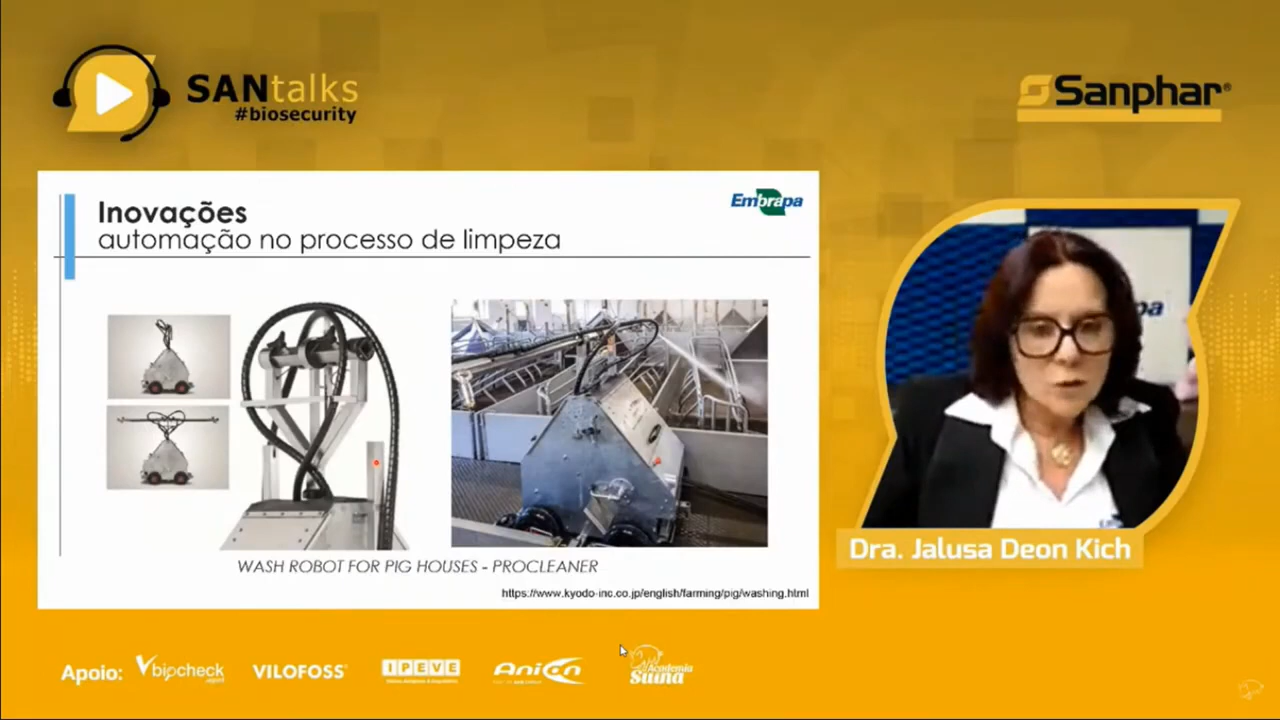 SANtalks
#biosecurity
Sanphar®
Inovações
automação no processo de limpeza
Embrapa
WASH ROBOT FOR PIG HOUSES - PROCLEANER
https://www.kyodo-inc.co.jp/english/farming/pig/washing.html
Dra. Jalusa Deon Kich
Apoio:
biocheck
VILOFOSS®
IPEVE
AniCon
Academia
Suína